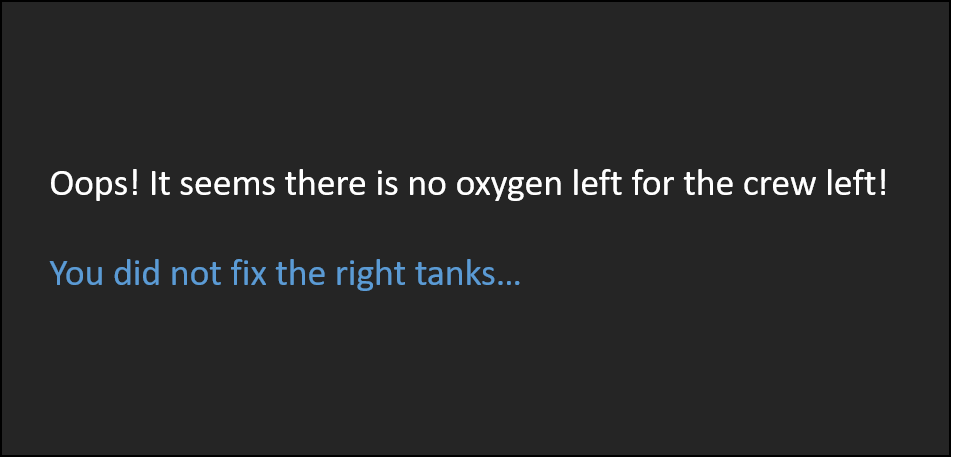 Oops! It seems there is no oxygen left for the crew left!
You did not fix the right tanks...